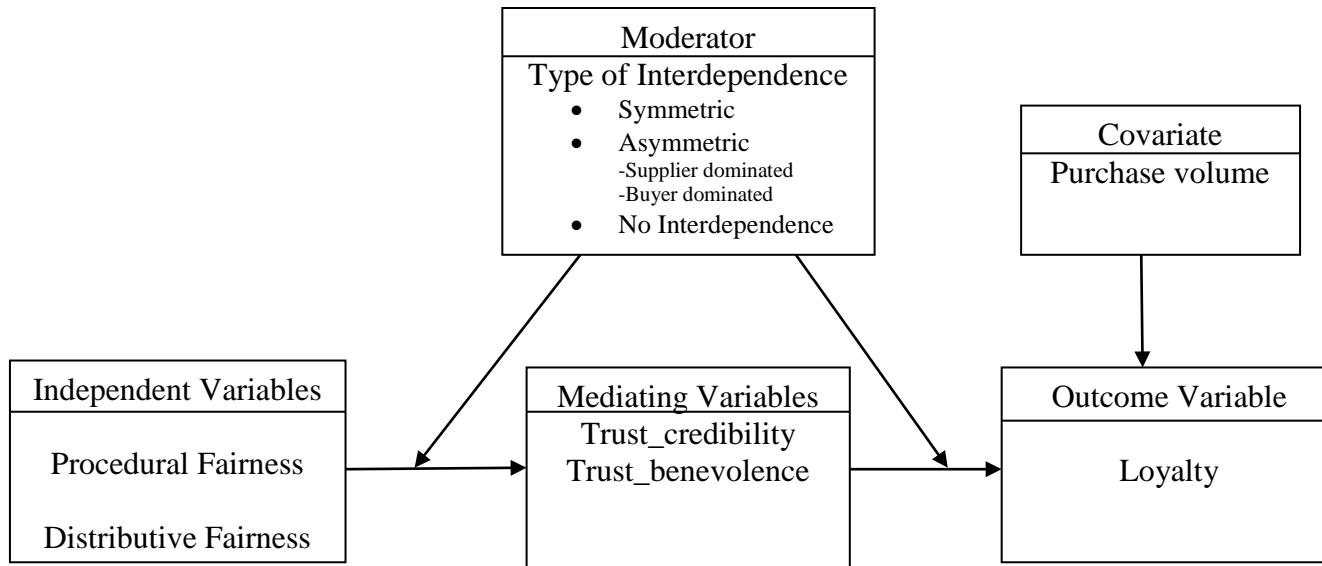 Moderator
Type of Interdependence
• Symmetric
• Asymmetric
-Supplier dominated
-Buyer dominated
• No Interdependence
Covariate
Purchase volume
Independent Variables
Procedural Fairness
Distributive Fairness
Mediating Variables
Trust_credibility
Trust_benevolence
Outcome Variable
Loyalty